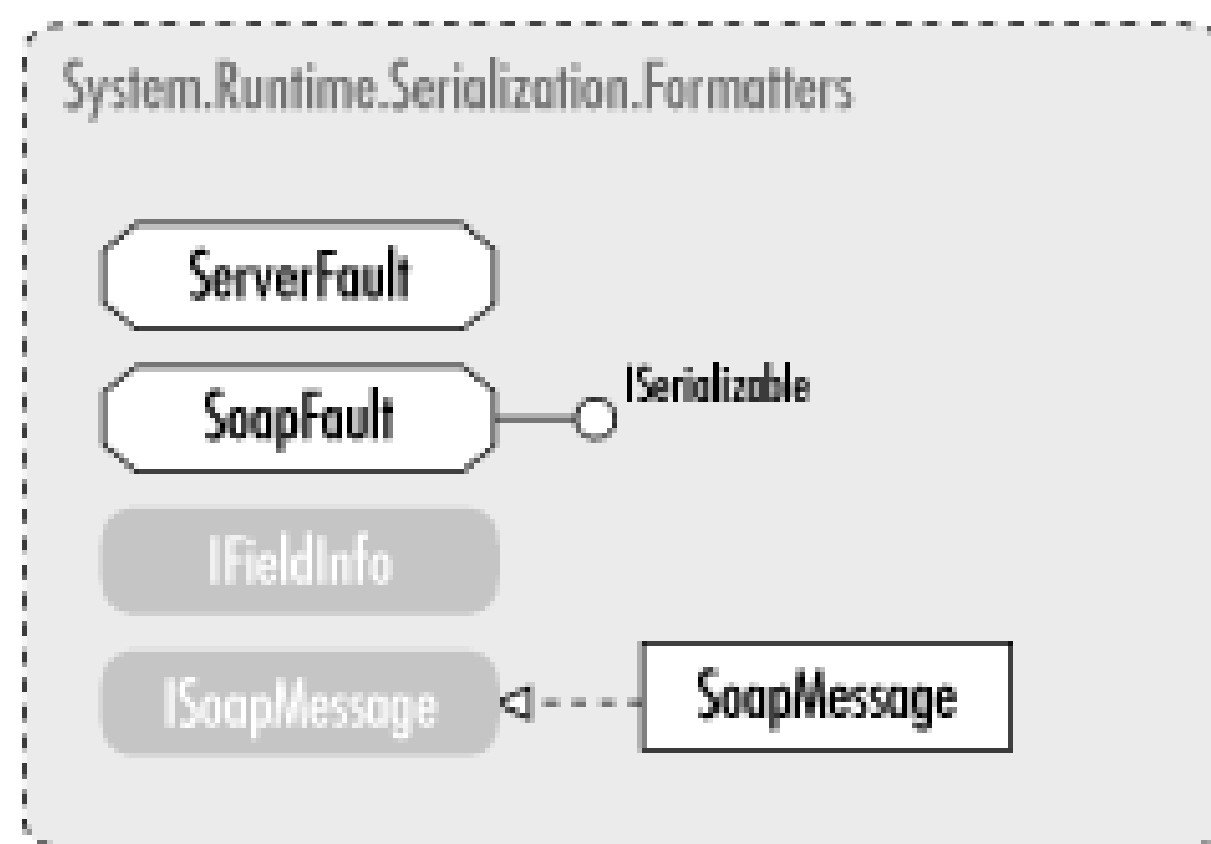 System.Runtime.Serialization.Formatters
ServerFault
SoapFault
ISerializable
IFieldInfo
ISoapMessage
SoapMessage